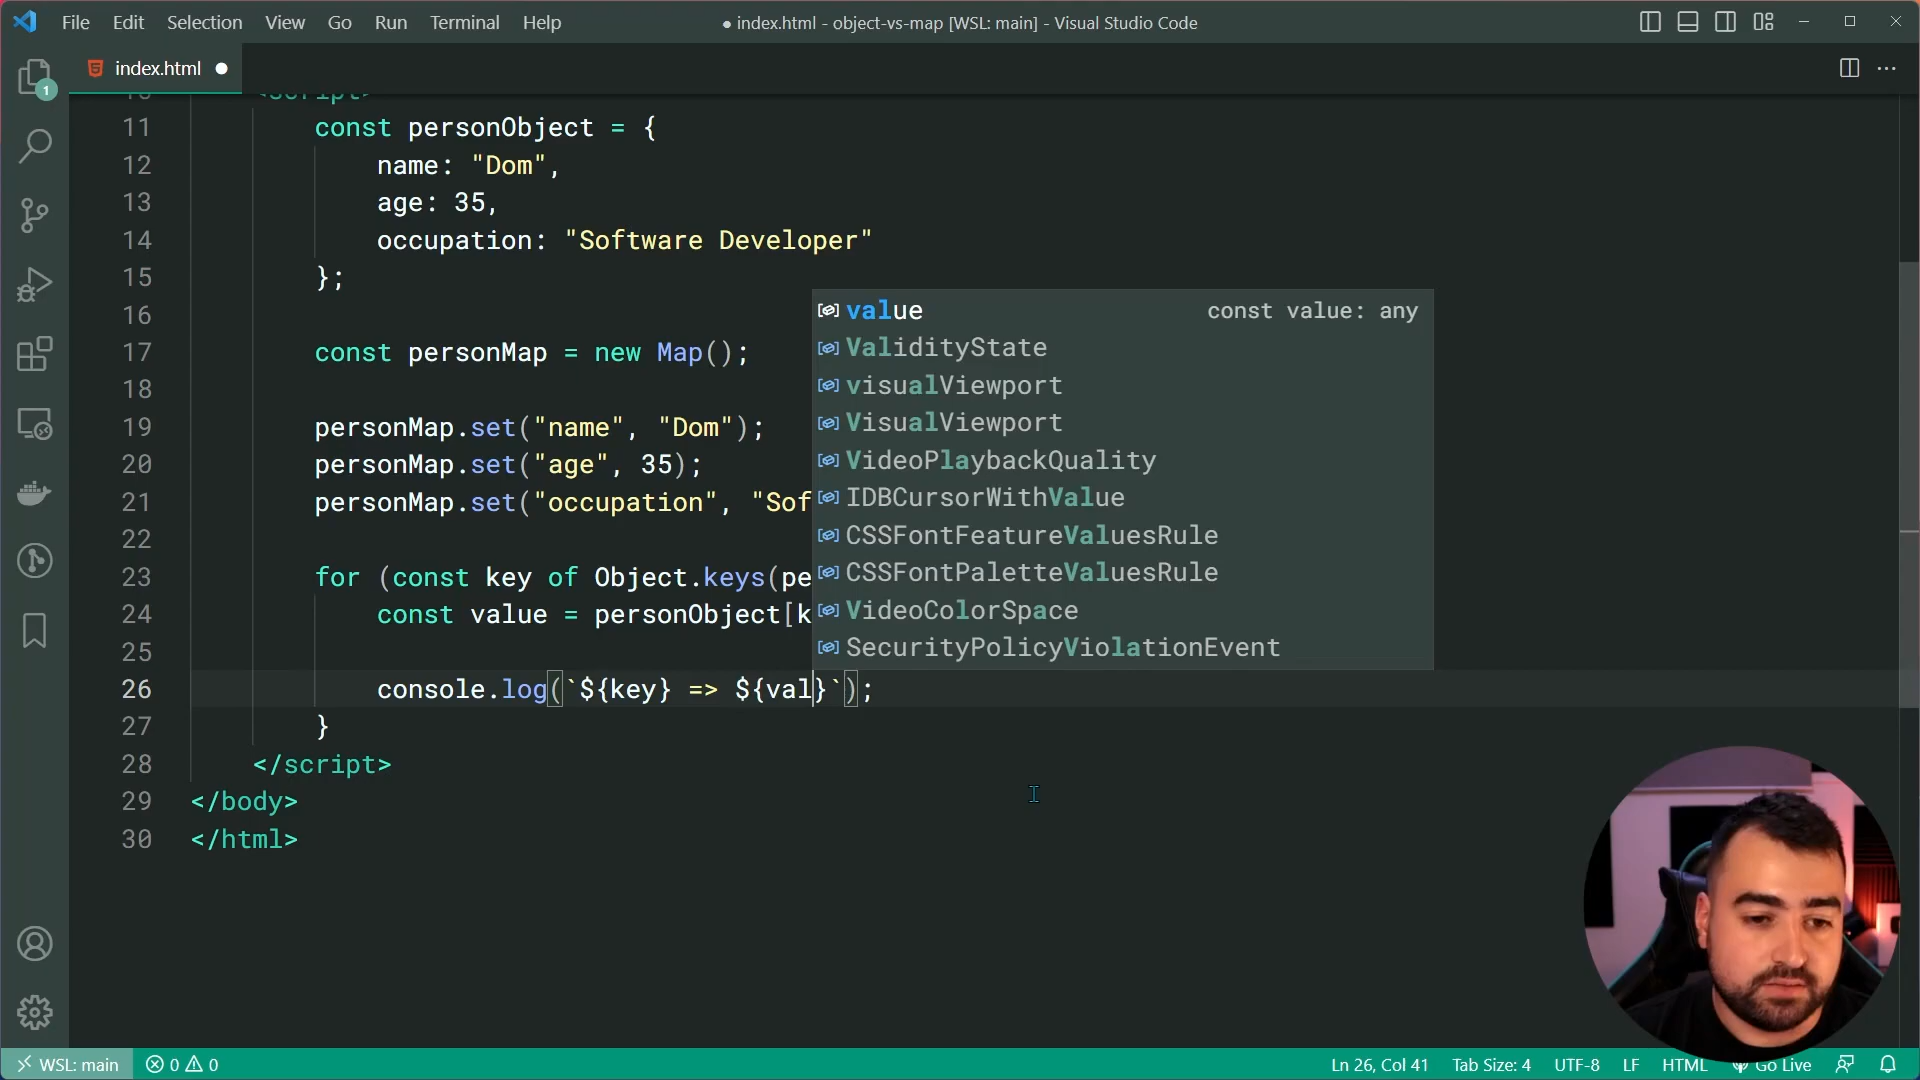 File Edit Selection View Go Run Terminal Help
● index.html - object-vs-map [WSL: main] - Visual Studio Code
1
index.html ●
10 <script>
11 const personObject = {
12 name: "Dom",
13 age: 35,
14 occupation: "Software Developer"
15 };
16
17 const personMap = new Map();
18
19 personMap.set("name", "Dom");
20 personMap.set("age", 35);
21 personMap.set("occupation", "Sof
22
23 for (const key of Object.keys(pe
24 const value = personObject[k
25
26 console.log(`${key} => ${val}`);
27 }
28 </script>
29 </body>
30 </html>
value const value: any
ValidityState
visualViewport
VisualViewport
VideoPlaybackQuality
IDBCursorWithValue
CSSFontFeatureValuesRule
CSSFontPaletteValuesRule
VideoColorSpace
SecurityPolicyViolationEvent
WSL: main 0 0 Ln 26, Col 41 Tab Size: 4 UTF-8 LF HTML Go Live